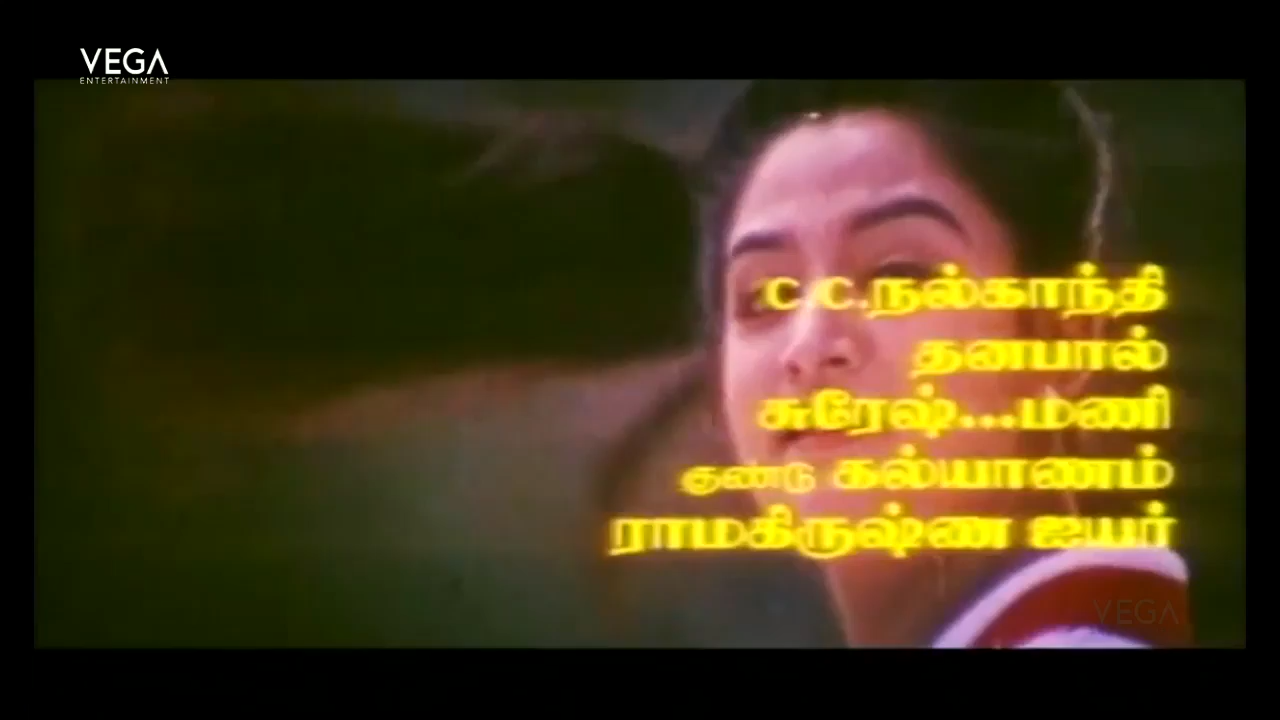 VEGA
ENTERTAINMENT
C.C.நல்காந்தி
தனபால்
சுரேஷ்...மணி
குண்டு கல்யாணம்
ராமகிருஷ்ண ஐயர்
VEGA